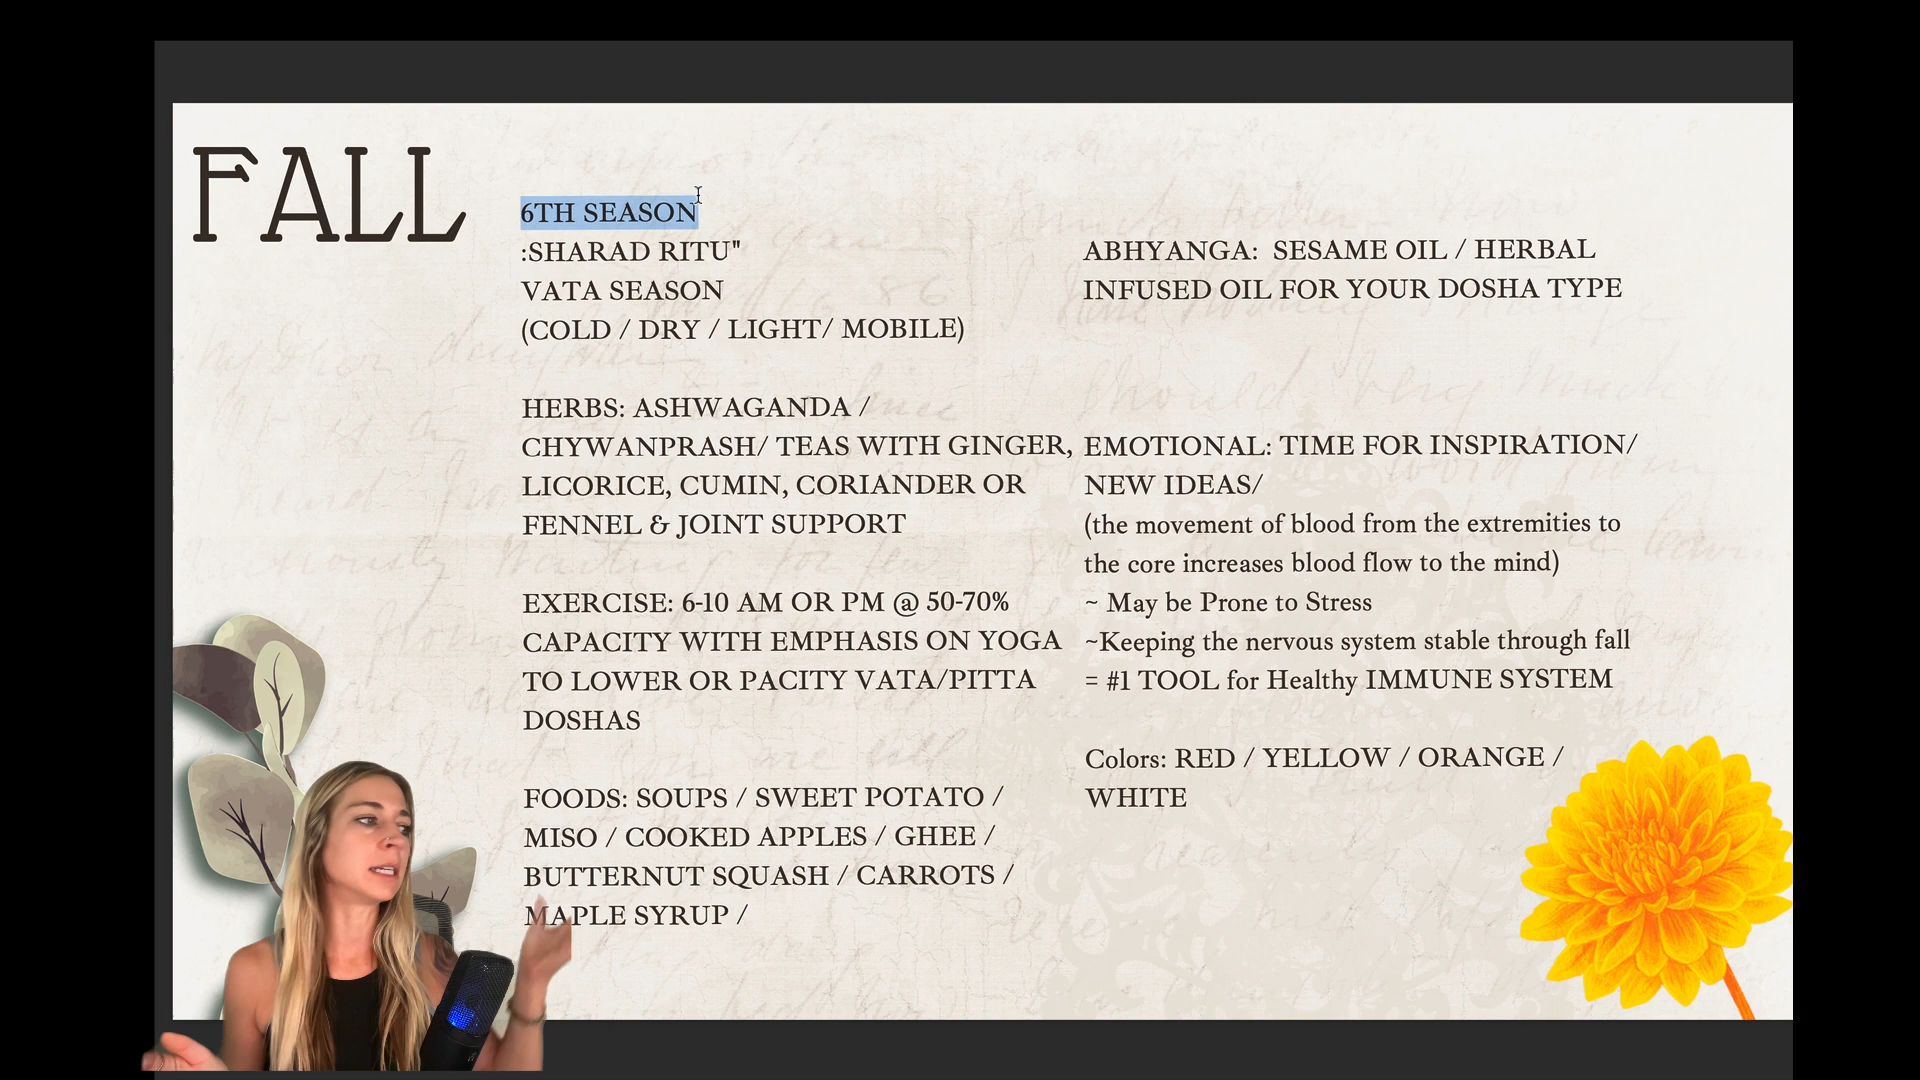 FALL
6TH SEASON
:SHARAD RITU"
VATA SEASON
(COLD / DRY / LIGHT/ MOBILE)
HERBS: ASHWAGANDA /
CHYWANPRASH/ TEAS WITH GINGER,
LICORICE, CUMIN, CORIANDER OR
FENNEL & JOINT SUPPORT
EXERCISE: 6-10 AM OR PM @ 50-70%
CAPACITY WITH EMPHASIS ON YOGA
TO LOWER OR PACITY VATA/PITTA
DOSHAS
FOODS: SOUPS / SWEET POTATO /
MISO / COOKED APPLES / GHEE /
BUTTERNUT SQUASH / CARROTS /
MAPLE SYRUP /
ABHYANGA: SESAME OIL / HERBAL
INFUSED OIL FOR YOUR DOSHA TYPE
EMOTIONAL: TIME FOR INSPIRATION/
NEW IDEAS/
(the movement of blood from the extremities to
the core increases blood flow to the mind)
~ May be Prone to Stress
~Keeping the nervous system stable through fall
= #1 TOOL for Healthy IMMUNE SYSTEM
Colors: RED / YELLOW / ORANGE /
WHITE